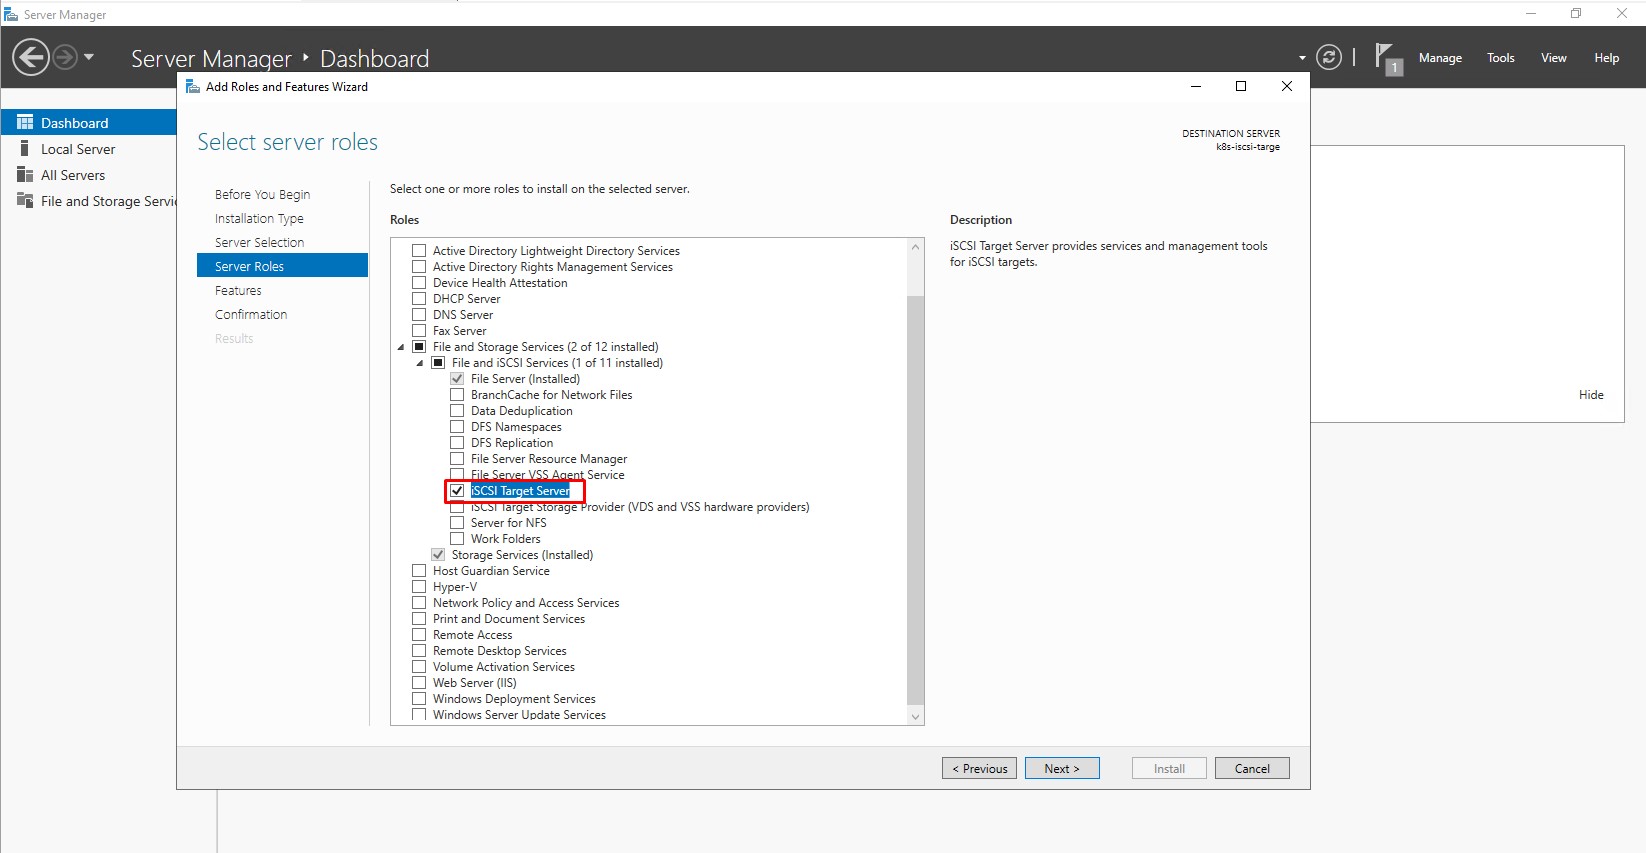 Server Manager
Server Manager ‣ Dashboard
1
Manage
Tools
View
Help
Dashboard
Local Server
All Servers
File and Storage Servic
Add Roles and Features Wizard
Select server roles
DESTINATION SERVER
k8s-iscsi-targe
Before You Begin
Installation Type
Server Selection
Server Roles
Features
Confirmation
Results
Select one or more roles to install on the selected server.
Roles
Active Directory Lightweight Directory Services
Active Directory Rights Management Services
Device Health Attestation
DHCP Server
DNS Server
Fax Server
File and Storage Services (2 of 12 installed)
File and iSCSI Services (1 of 11 installed)
File Server (Installed)
BranchCache for Network Files
Data Deduplication
DFS Namespaces
DFS Replication
File Server Resource Manager
File Server VSS Agent Service
iSCSI Target Server
iSCSI Target Storage Provider (VDS and VSS hardware providers)
Server for NFS
Work Folders
Storage Services (Installed)
Host Guardian Service
Hyper-V
Network Policy and Access Services
Print and Document Services
Remote Access
Remote Desktop Services
Volume Activation Services
Web Server (IIS)
Windows Deployment Services
Windows Server Update Services
Description
iSCSI Target Server provides services and management tools
for iSCSI targets.
Hide
< Previous
Next >
Install
Cancel